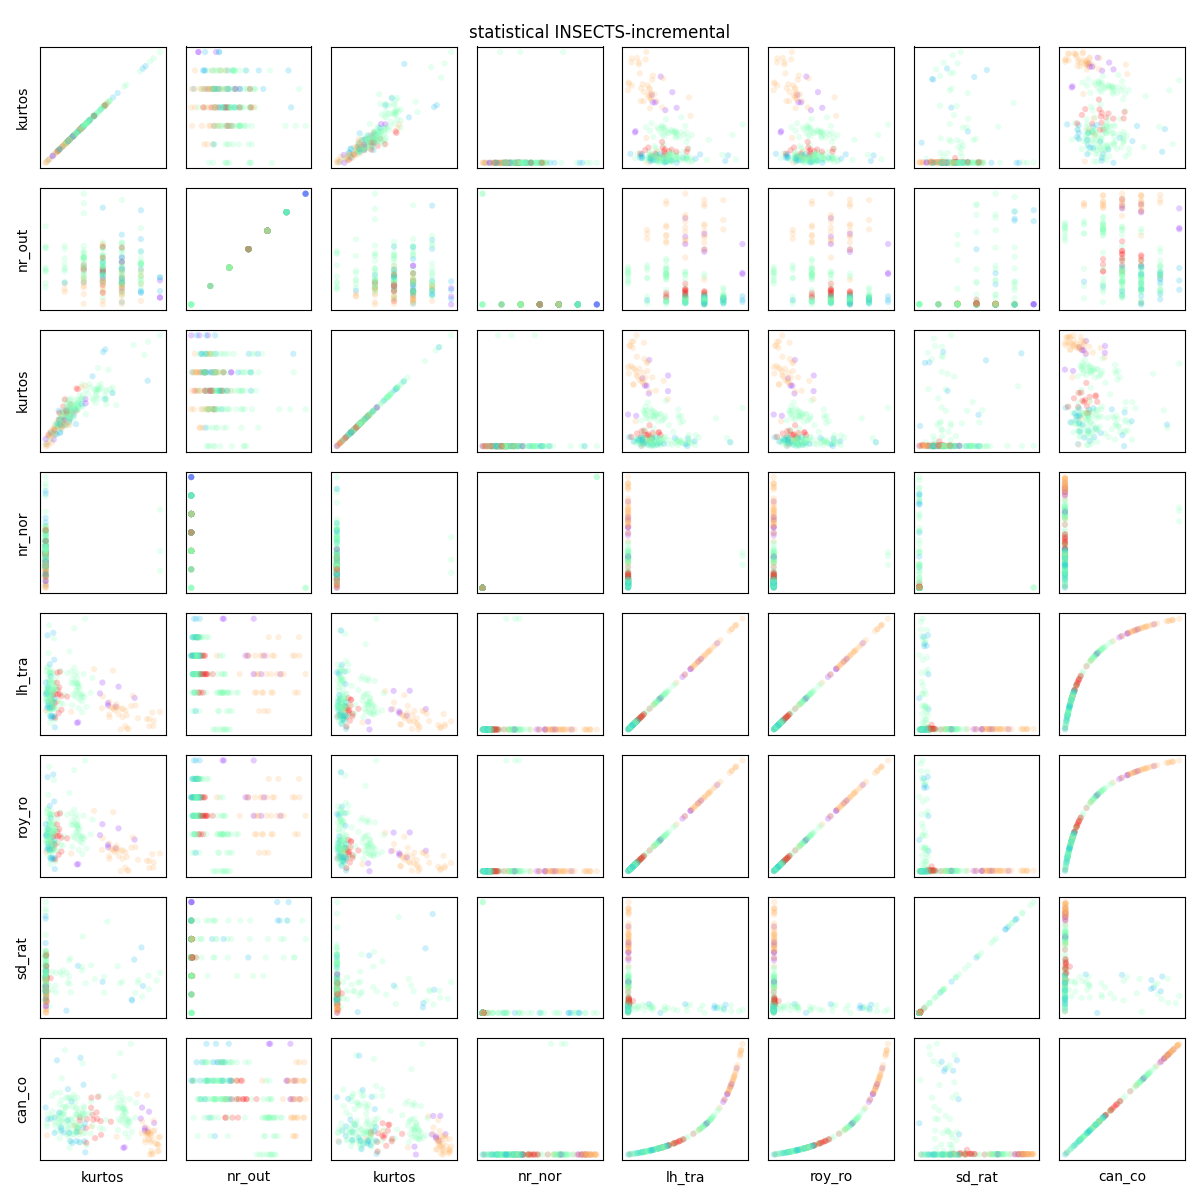 statistical INSECTS-incremental
kurtos
nr_out
kurtos
nr_nor
lh_tra
roy_ro
sd_rat
can_co
kurtos nr_out kurtos nr_nor lh_tra roy_ro sd_rat can_co